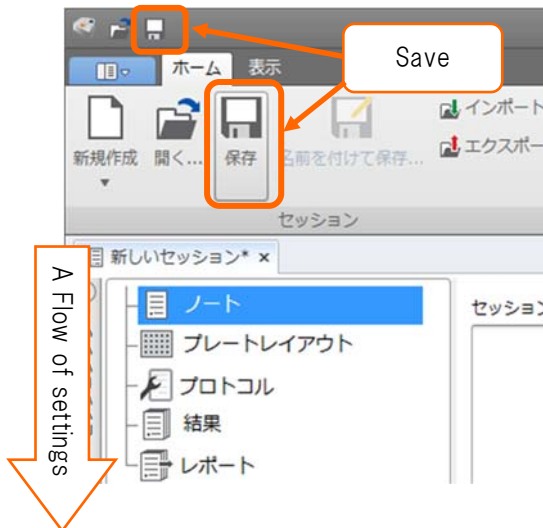 Save
ホーム 表示
新規作成 開く... 保存 名前を付けて保存...
インポート
エクスポー
セッション
新しいセッション* ×
A Flow of settings
ノート
プレートレイアウト
プロトコル
結果
レポート
セッション